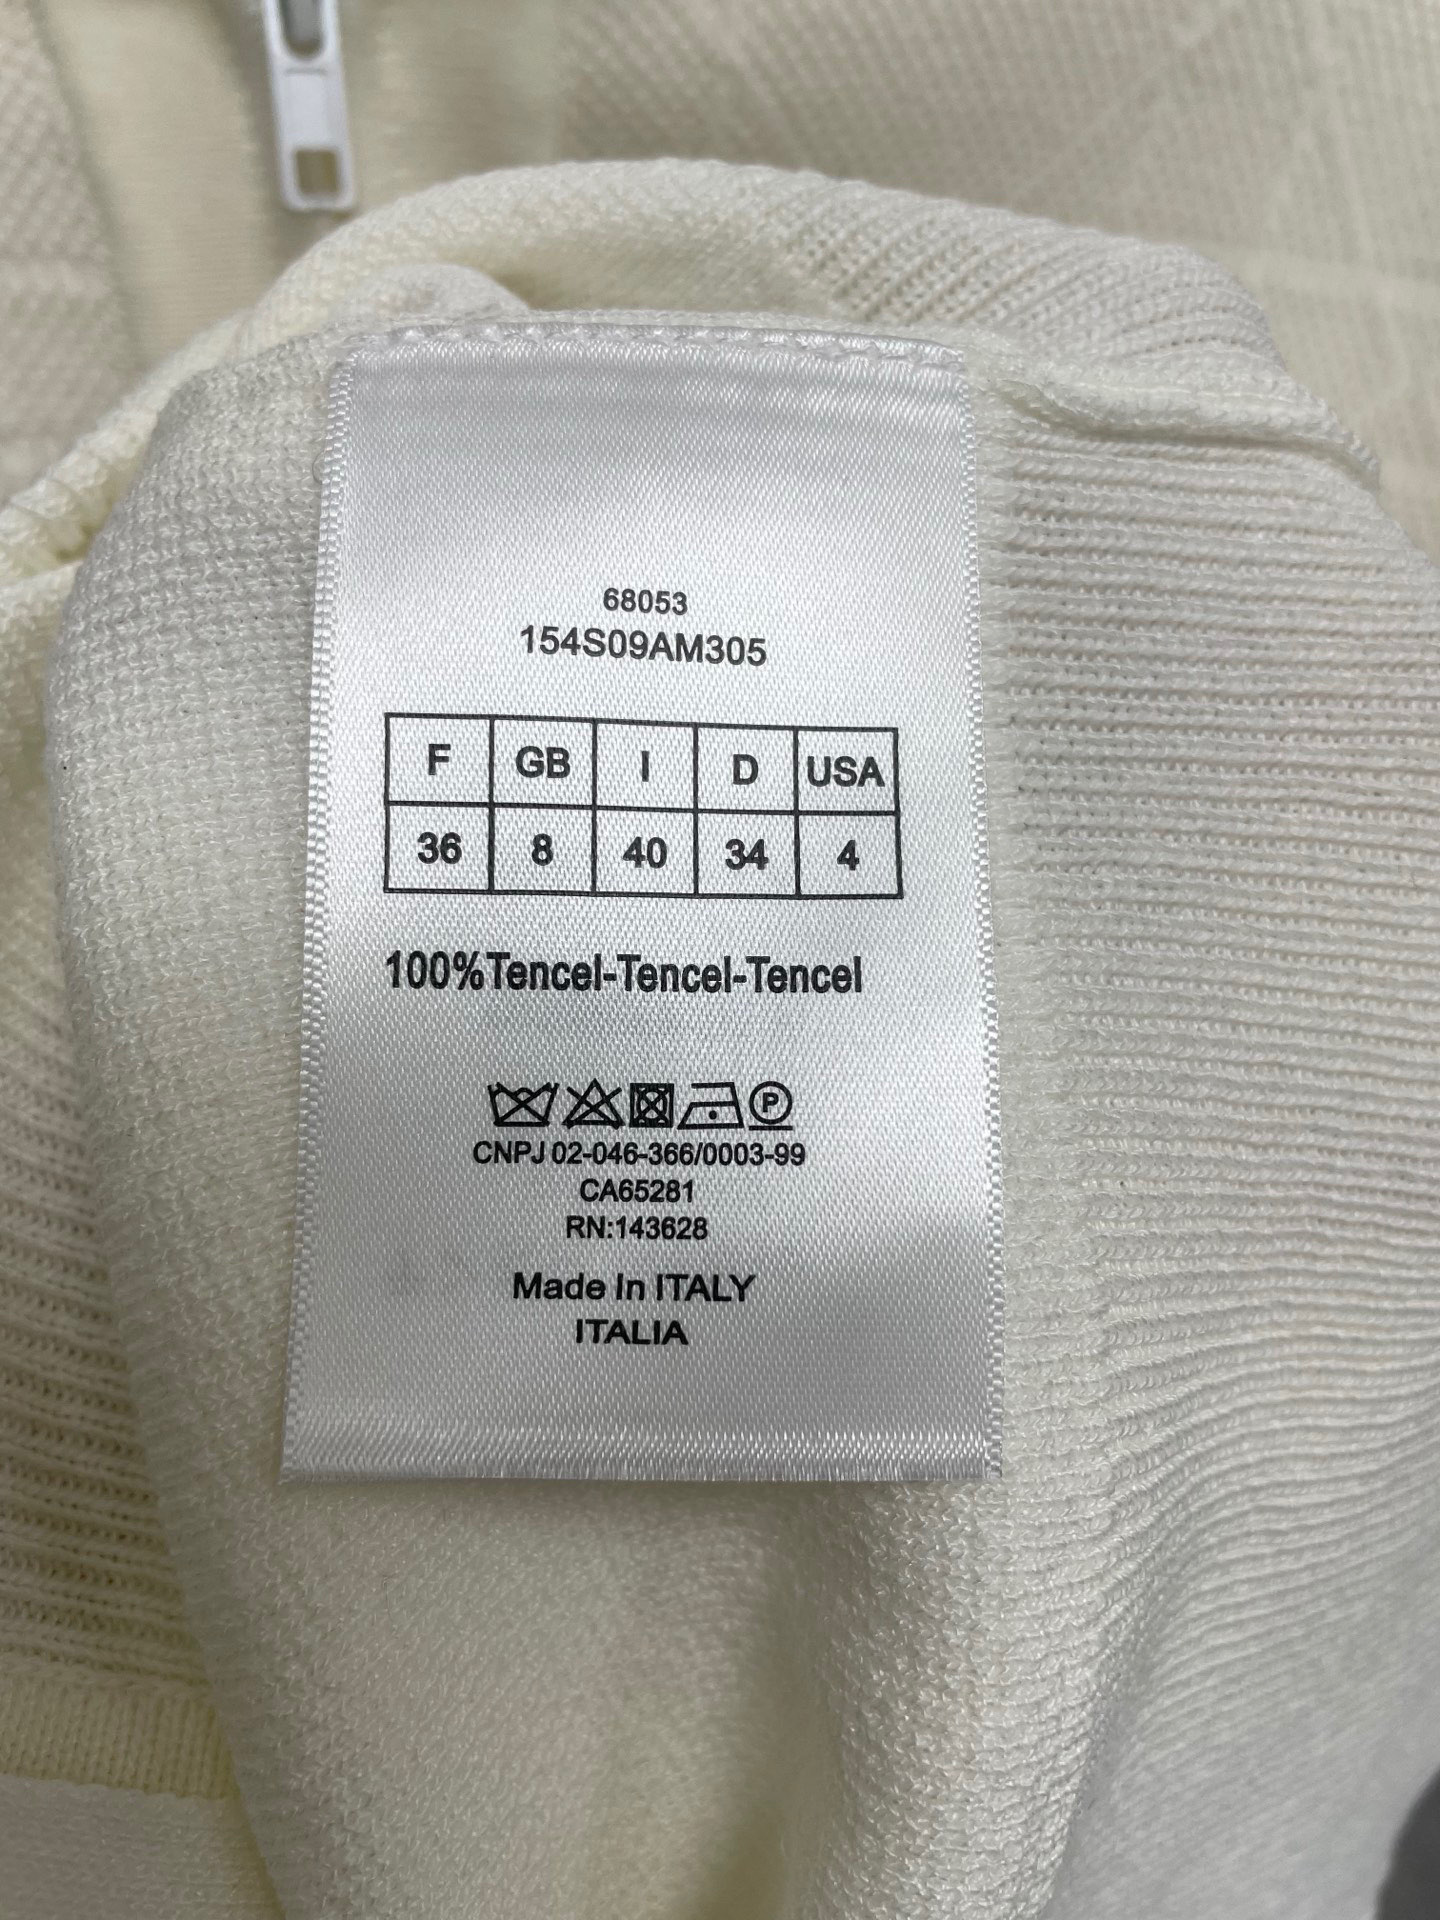 68053
154S09AM305
F GB I D USA
36 8 40 34 4
100%Tencel-Tencel-Tencel
P
CNPJ 02-046-366/0003-99
CA65281
RN:143628
Made In ITALY
ITALIA